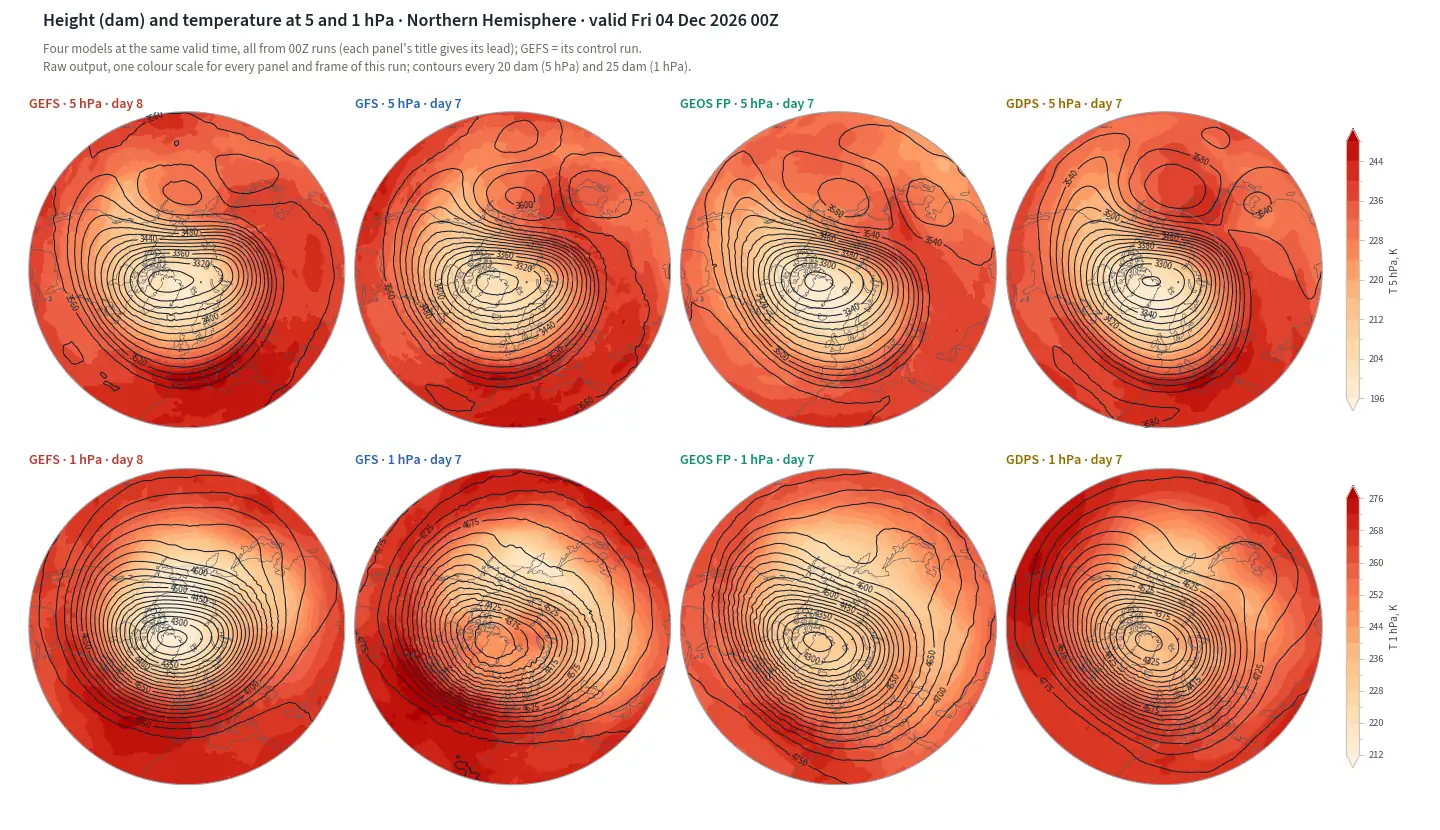 Height (dam) and temperature at 5 and 1 hPa · Northern Hemisphere · valid Fri 04 Dec 2026 00Z
Four models at the same valid time, all from 00Z runs (each panel's title gives its lead); GEFS = its control run.
Raw output, one colour scale for every panel and frame of this run; contours every 20 dam (5 hPa) and 25 dam (1 hPa).
GEFS · 5 hPa · day 8
GFS · 5 hPa · day 7
GEOS FP · 5 hPa · day 7
GDPS · 5 hPa · day 7
244
236
228
220
212
204
196
T 5 hPa, K
GEFS · 1 hPa · day 8
GFS · 1 hPa · day 7
GEOS FP · 1 hPa · day 7
GDPS · 1 hPa · day 7
276
268
260
252
244
236
228
220
212
T 1 hPa, K